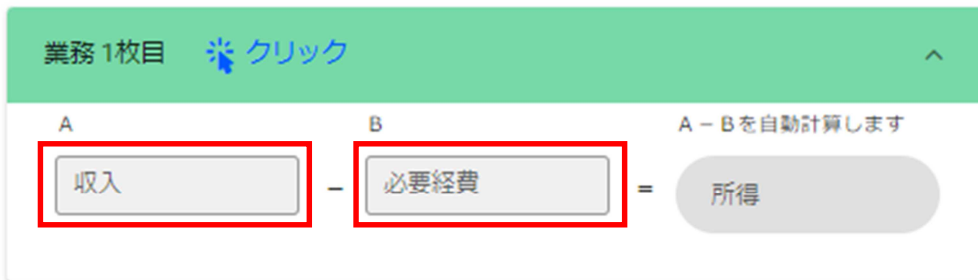 業務 1枚目 クリック
A B A − Bを自動計算します
収入 − 必要経費 = 所得